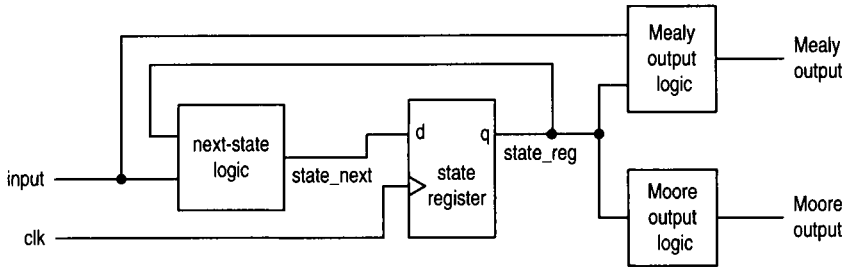 Mealy
output
logic
Mealy
output
next-state
logic
d
q
state
register
state_next
state_reg
input
clk
Moore
output
logic
Moore
output